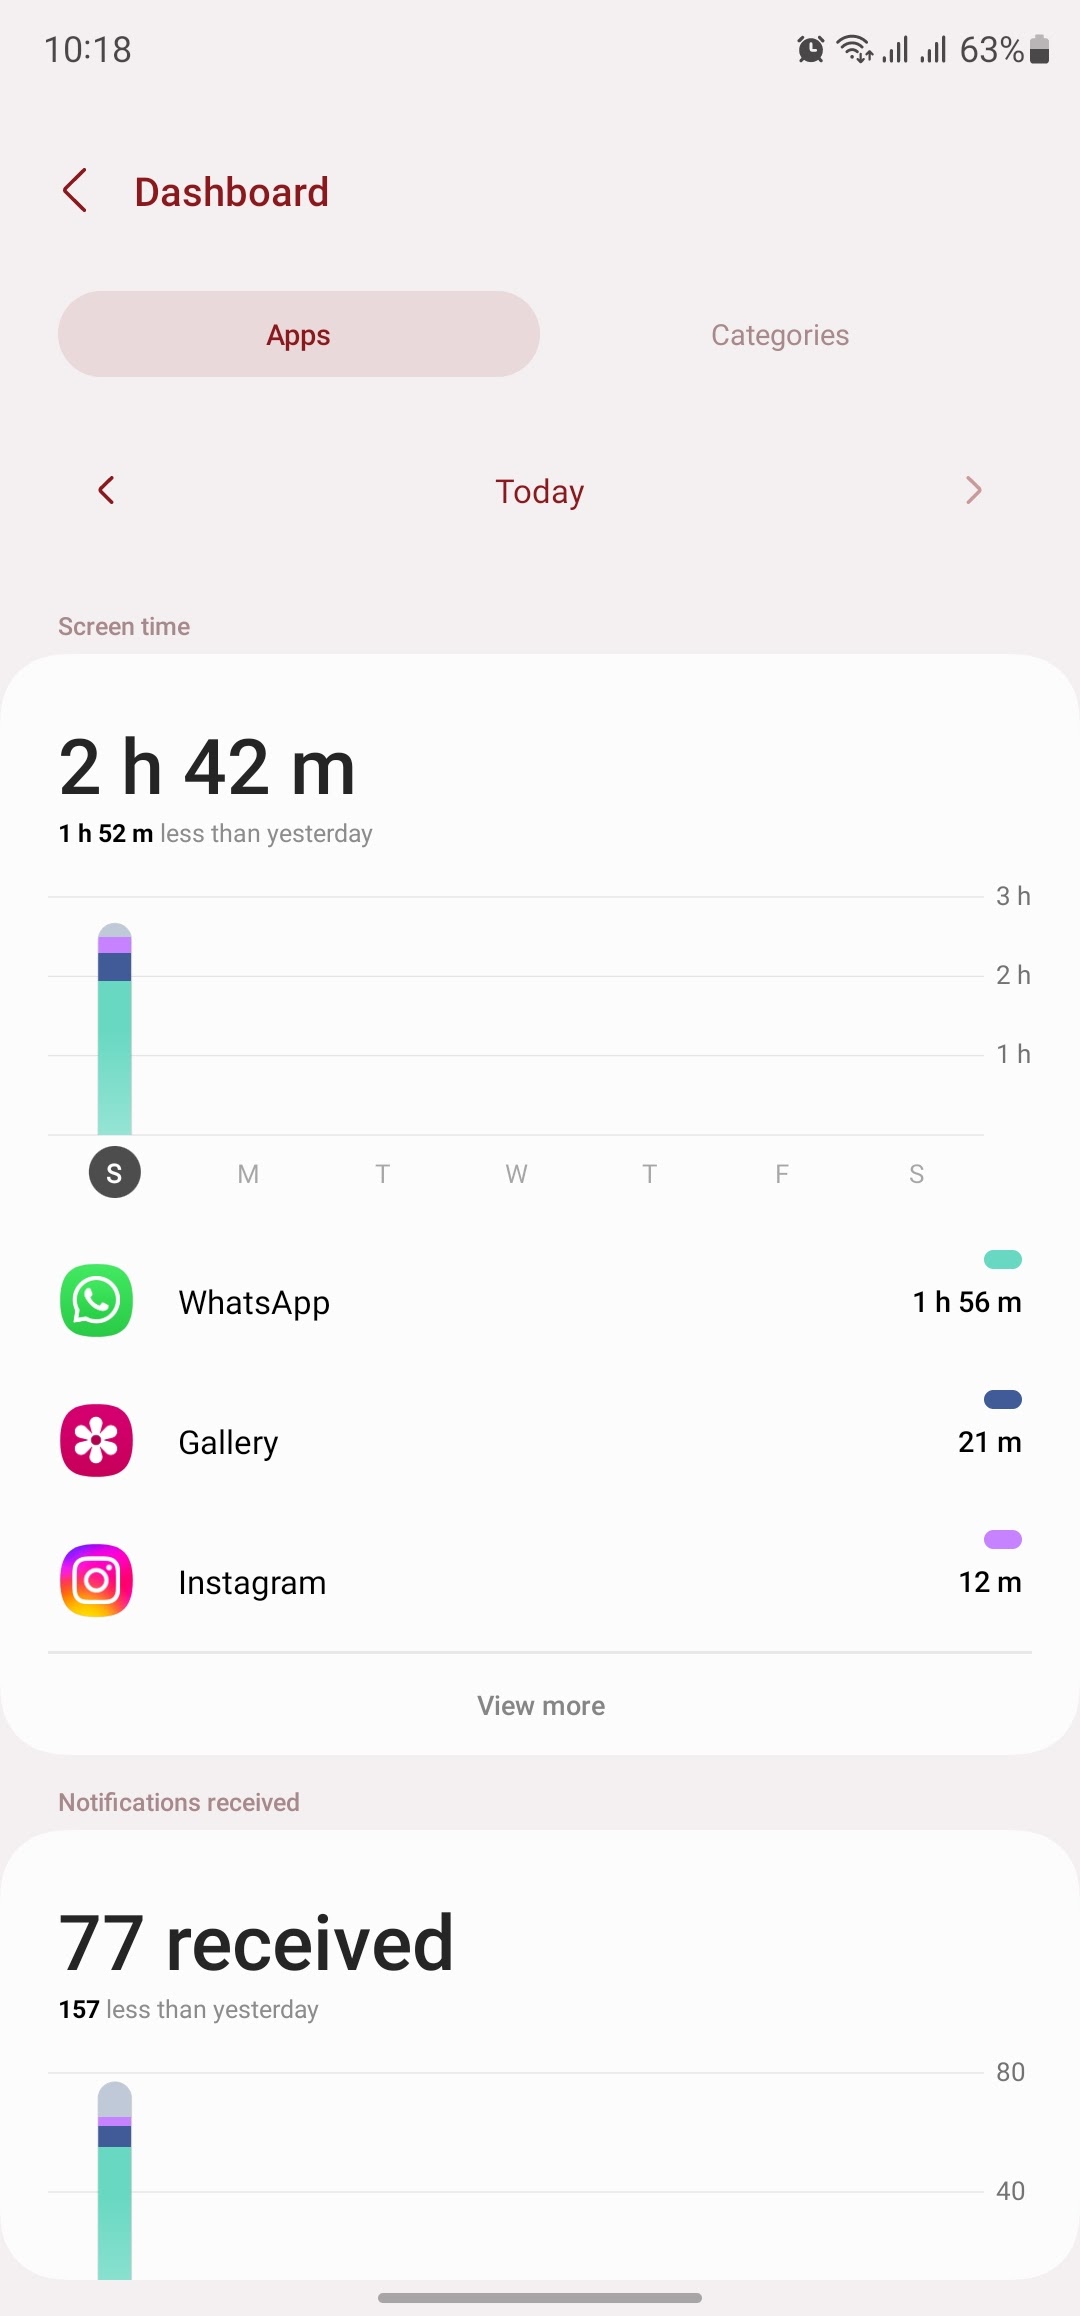 10:18
63%
Dashboard
Apps
Categories
Today
Screen time
2 h 42 m
1 h 52 m less than yesterday
3 h
2 h
1 h
S M T W T F S
WhatsApp
1 h 56 m
Gallery
21 m
Instagram
12 m
View more
Notifications received
77 received
157 less than yesterday
80
40